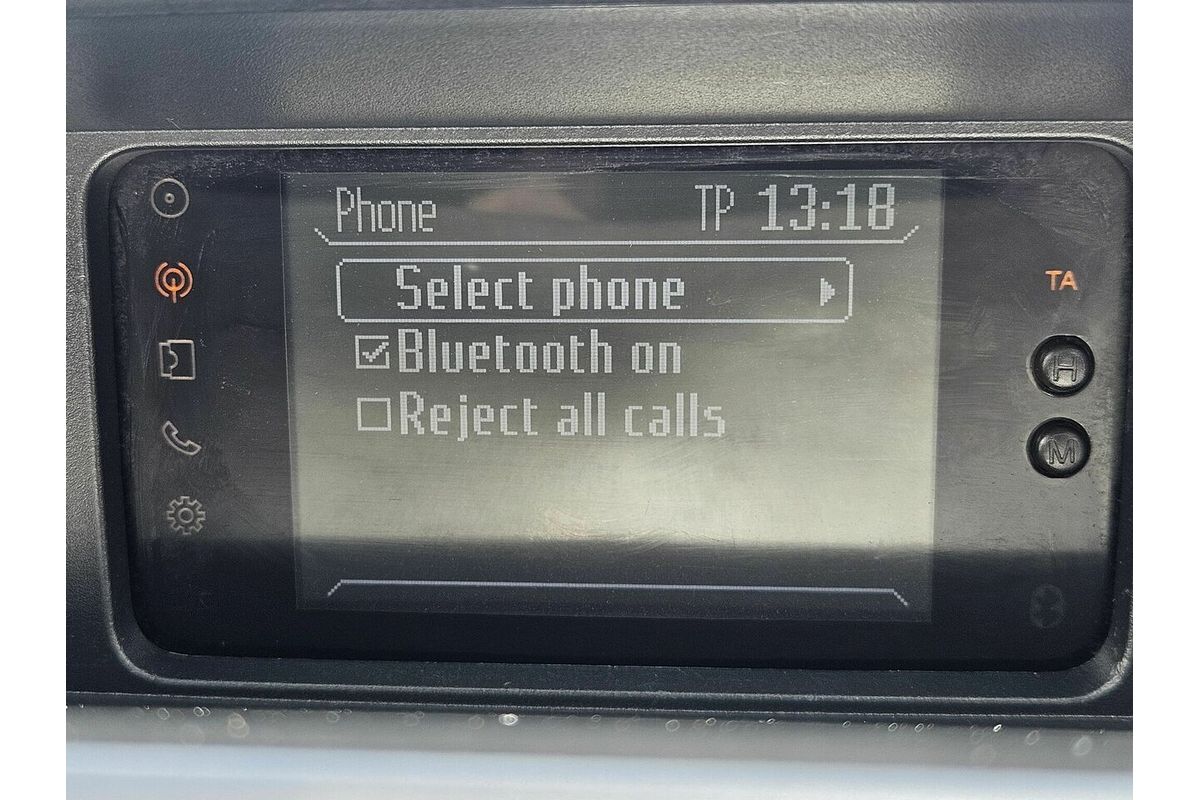 Phone TP 13:18
Select phone
Bluetooth on
Reject all calls
TA
H
M